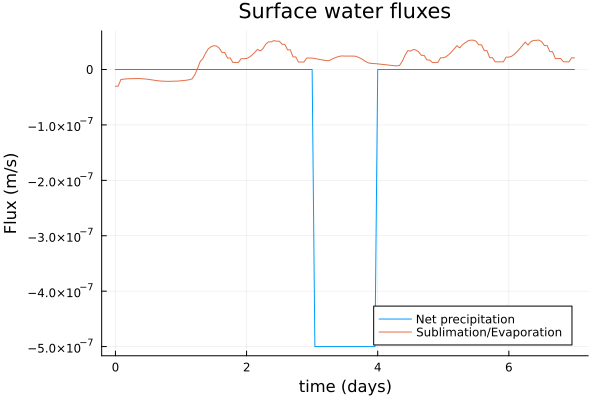 Surface water fluxes
Flux (m/s)
0
−1.0×10⁻⁷
−2.0×10⁻⁷
−3.0×10⁻⁷
−4.0×10⁻⁷
−5.0×10⁻⁷
Net precipitation
Sublimation/Evaporation
0 2 4 6
time (days)